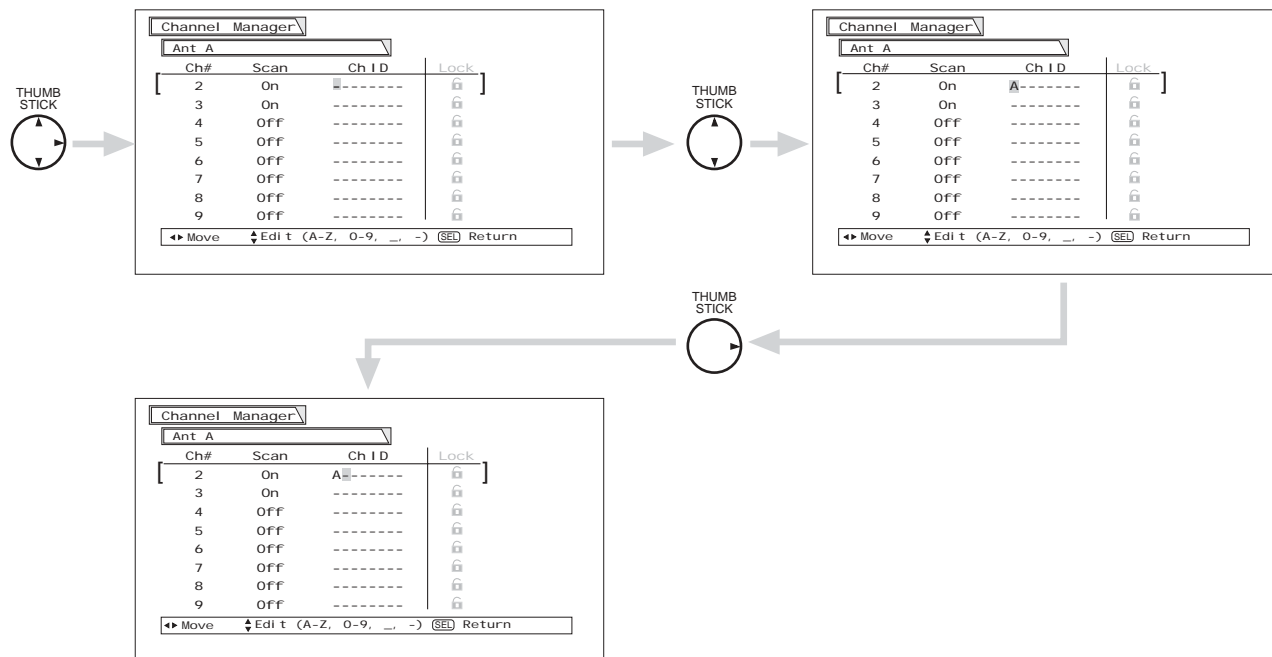 THUMB
STICK
Channel Manager
Ant A
Ch# Scan Ch ID Lock
[ 2 On -------- ]
3 On --------
4 Off --------
5 Off --------
6 Off --------
7 Off --------
8 Off --------
9 Off --------
Move Edit (A-Z, 0-9, _, -) SEL Return
THUMB
STICK
Channel Manager
Ant A
Ch# Scan Ch ID Lock
[ 2 On A------- ]
3 On --------
4 Off --------
5 Off --------
6 Off --------
7 Off --------
8 Off --------
9 Off --------
Move Edit (A-Z, 0-9, _, -) SEL Return
THUMB
STICK
Channel Manager
Ant A
Ch# Scan Ch ID Lock
[ 2 On A------- ]
3 On --------
4 Off --------
5 Off --------
6 Off --------
7 Off --------
8 Off --------
9 Off --------
Move Edit (A-Z, 0-9, _, -) SEL Return